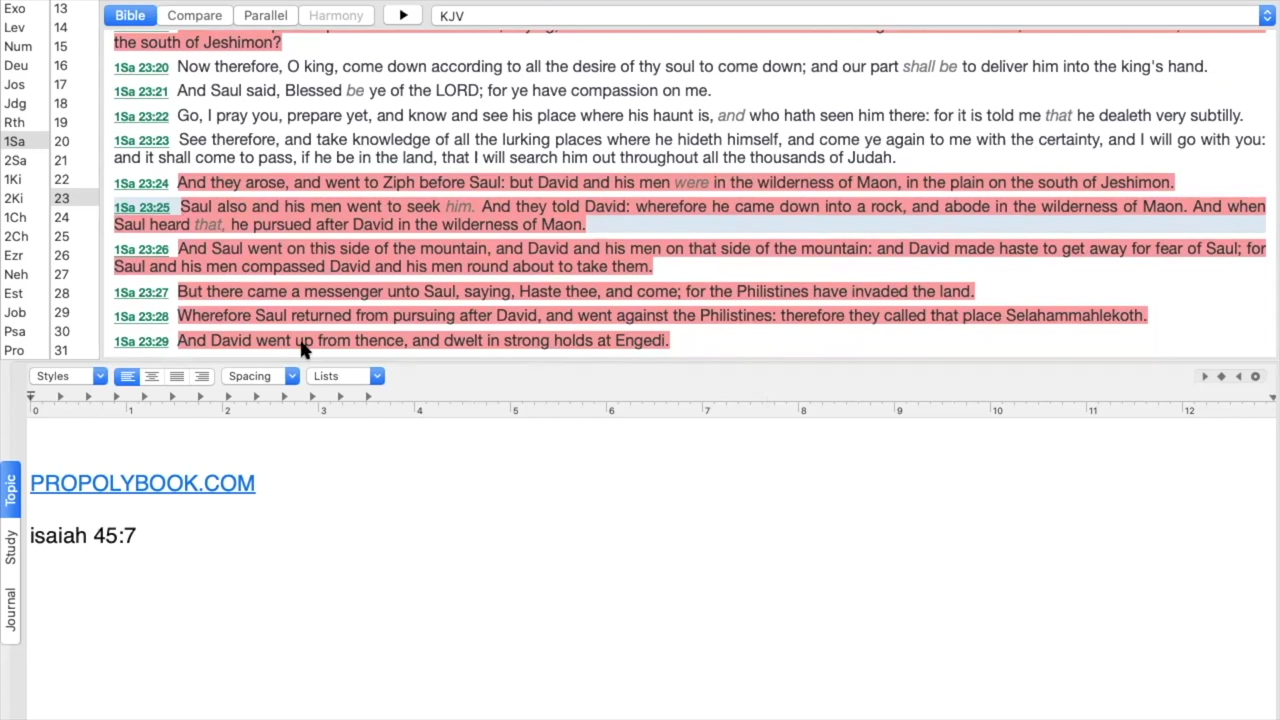 Exo 13
Lev 14
Num 15
Deu 16
Jos 17
Jdg 18
Rth 19
1Sa 20
2Sa 21
1Ki 22
2Ki 23
1Ch 24
2Ch 25
Ezr 26
Neh 27
Est 28
Job 29
Psa 30
Pro 31
Bible Compare Parallel Harmony KJV
the south of Jeshimon?
1Sa 23:20 Now therefore, O king, come down according to all the desire of thy soul to come down; and our part shall be to deliver him into the king's hand.
1Sa 23:21 And Saul said, Blessed be ye of the LORD; for ye have compassion on me.
1Sa 23:22 Go, I pray you, prepare yet, and know and see his place where his haunt is, and who hath seen him there: for it is told me that he dealeth very subtilly.
1Sa 23:23 See therefore, and take knowledge of all the lurking places where he hideth himself, and come ye again to me with the certainty, and I will go with you:
and it shall come to pass, if he be in the land, that I will search him out throughout all the thousands of Judah.
1Sa 23:24 And they arose, and went to Ziph before Saul: but David and his men were in the wilderness of Maon, in the plain on the south of Jeshimon.
1Sa 23:25 Saul also and his men went to seek him. And they told David: wherefore he came down into a rock, and abode in the wilderness of Maon. And when
Saul heard that, he pursued after David in the wilderness of Maon.
1Sa 23:26 And Saul went on this side of the mountain, and David and his men on that side of the mountain: and David made haste to get away for fear of Saul; for
Saul and his men compassed David and his men round about to take them.
1Sa 23:27 But there came a messenger unto Saul, saying, Haste thee, and come; for the Philistines have invaded the land.
1Sa 23:28 Wherefore Saul returned from pursuing after David, and went against the Philistines: therefore they called that place Selahammahlekoth.
1Sa 23:29 And David went up from thence, and dwelt in strong holds at Engedi.
Styles Spacing Lists
0 1 2 3 4 5 6 7 8 9 10 11 12
Topic
Study
Journal
PROPOLYBOOK.COM
isaiah 45:7